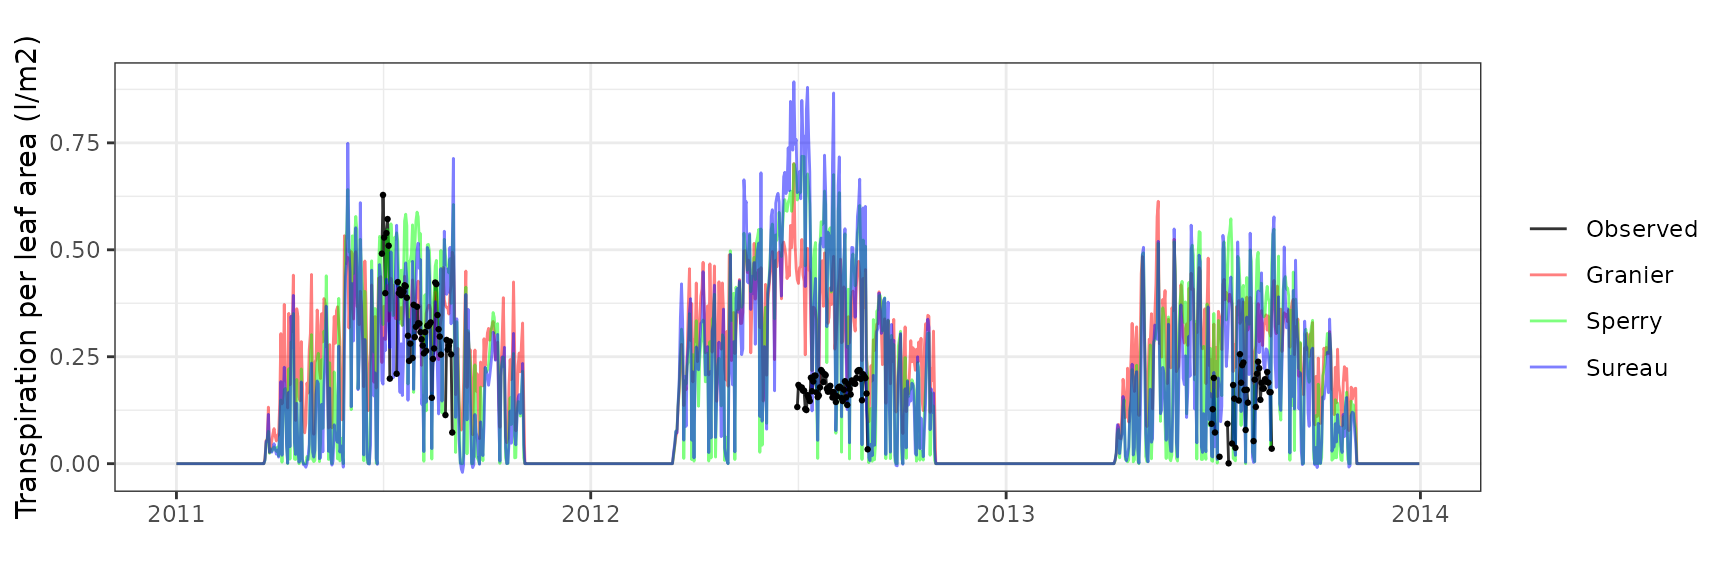 Transpiration per leaf area (l/m2)
0.75
0.50
0.25
0.00
2011
2012
2013
2014
Observed
Granier
Sperry
Sureau